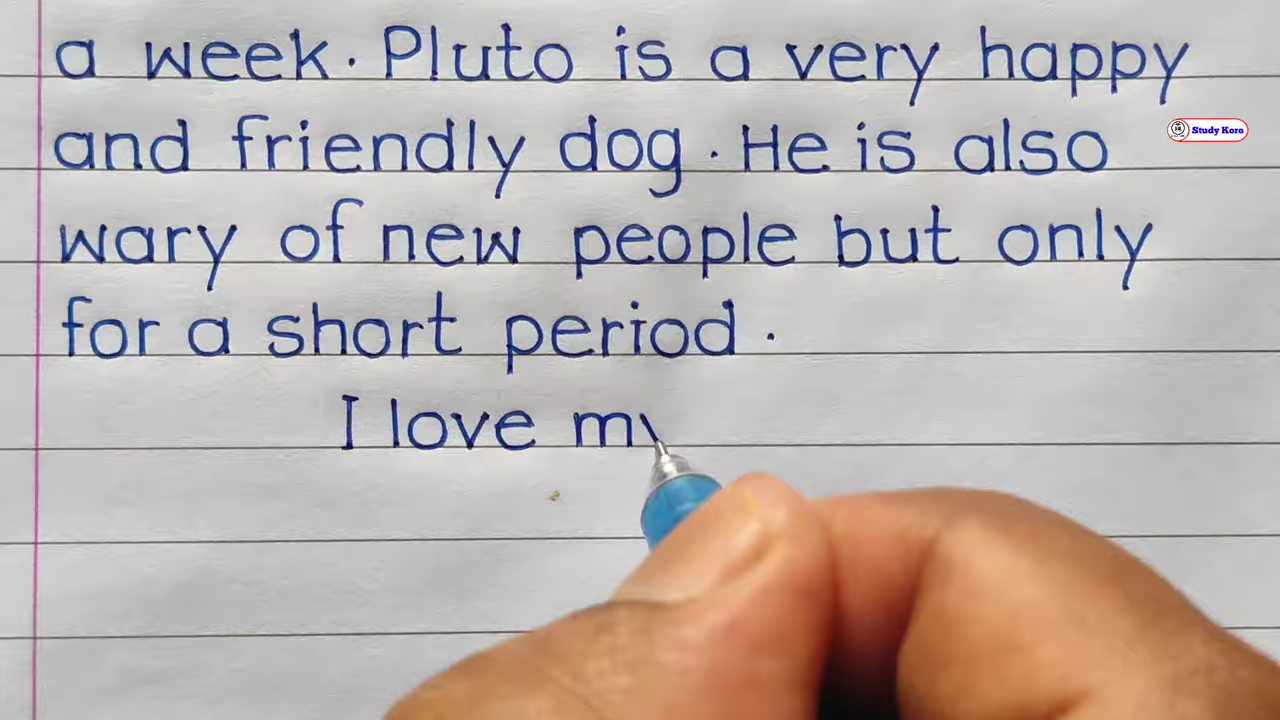 a week. Pluto is a very happy
and friendly dog. He is also
Study Koro
wary of new people but only
for a short period.
I love